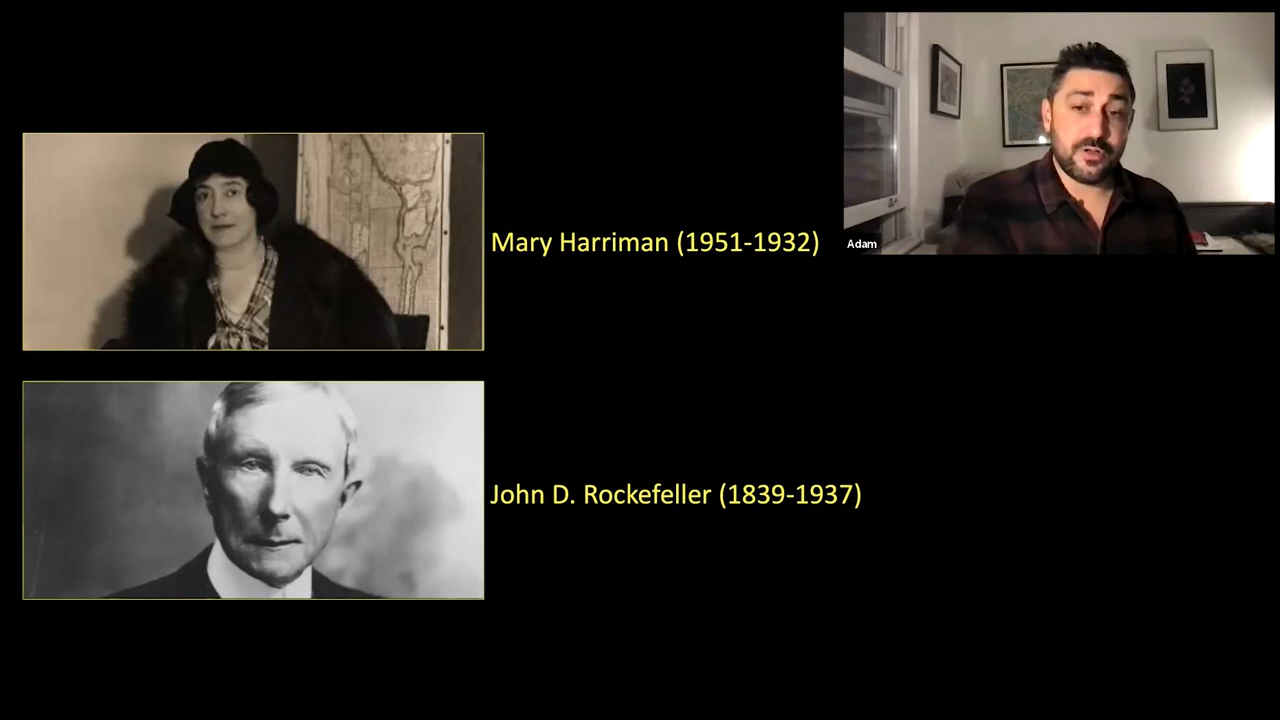 Mary Harriman (1951-1932)
Adam
John D. Rockefeller (1839-1937)